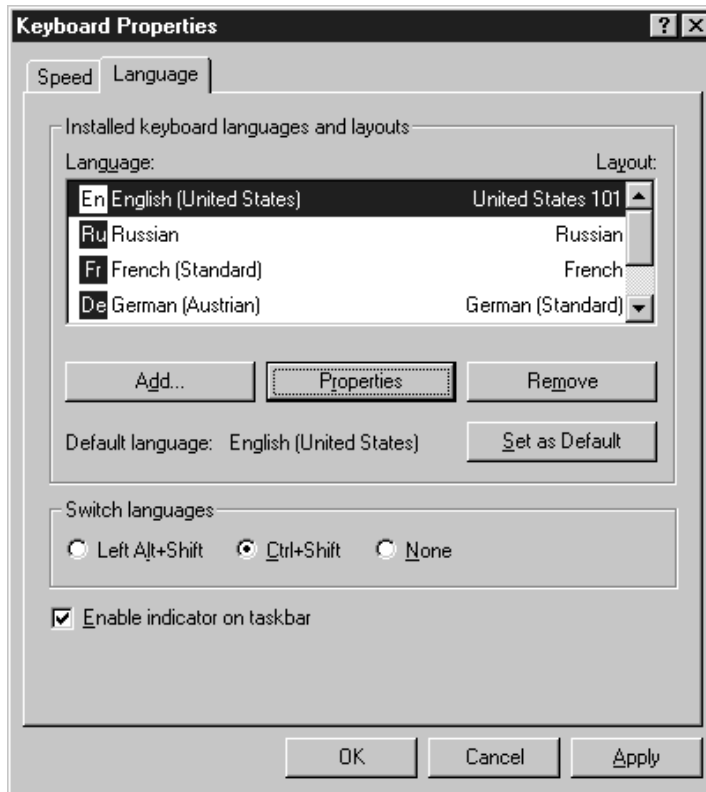 Keyboard Properties
Speed Language
Installed keyboard languages and layouts
Language: Layout:
En English (United States) United States 101
Ru Russian Russian
Fr French (Standard) French
De German (Austrian) German (Standard)
Add... Properties Remove
Default language: English (United States) Set as Default
Switch languages
Left Alt+Shift Ctrl+Shift None
Enable indicator on taskbar
OK Cancel Apply